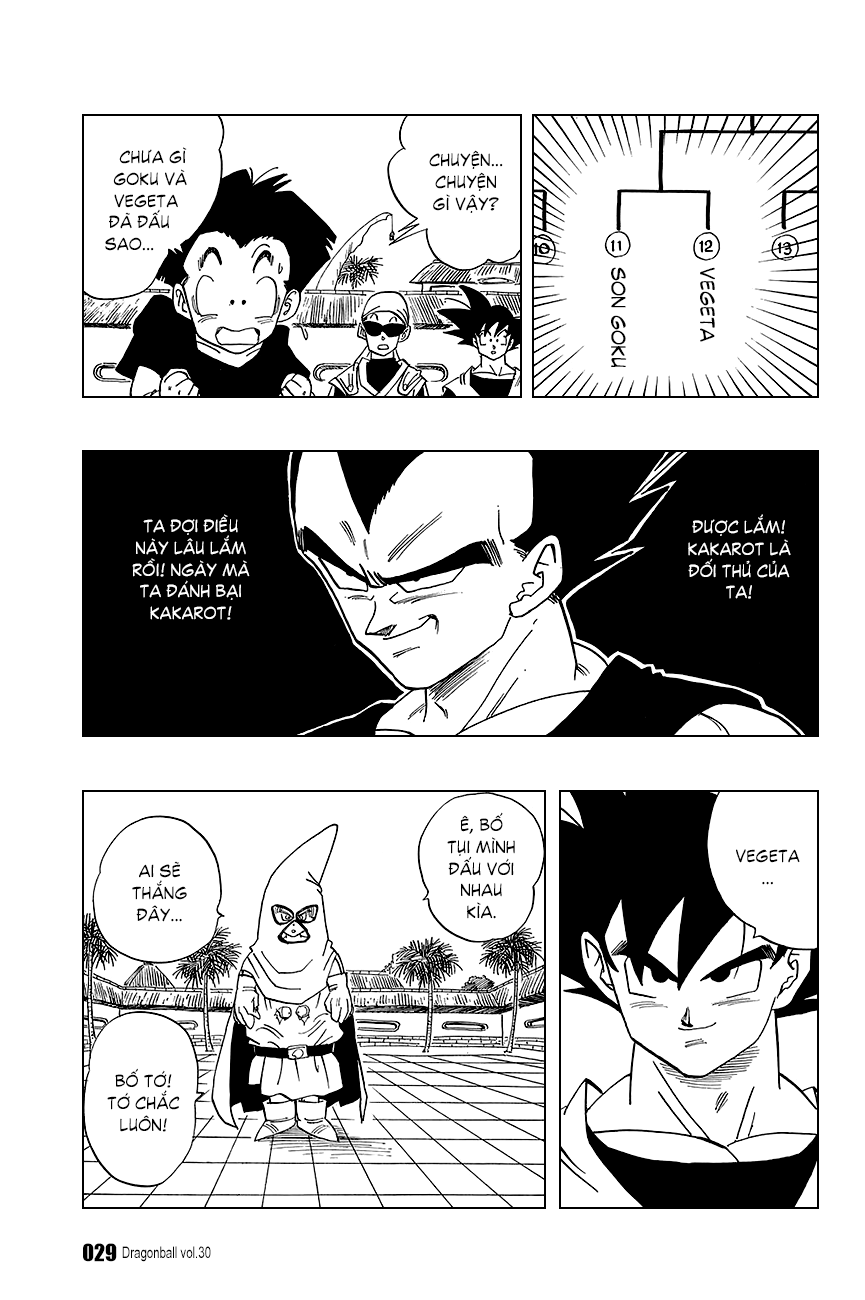 10
11
12
13
SON GOKU
VEGETA
CHUYỆN...
CHUYỆN
GÌ VẬY?
CHƯA GÌ
GOKU VÀ
VEGETA
ĐÃ ĐẤU
SAO...
ĐƯỢC LẮM!
KAKAROT LÀ
ĐỐI THỦ CỦA
TA!
TA ĐỢI ĐIỀU
NÀY LÂU LẮM
RỒI! NGÀY MÀ
TA ĐÁNH BẠI
KAKAROT!
VEGETA
...
Ê, BỐ
TỤI MÌNH
ĐẤU VỚI
NHAU
KÌA.
AI SẼ
THẮNG
ĐÂY...
BỐ TỚ!
TỚ CHẮC
LUÔN!
029 Dragonball vol.30